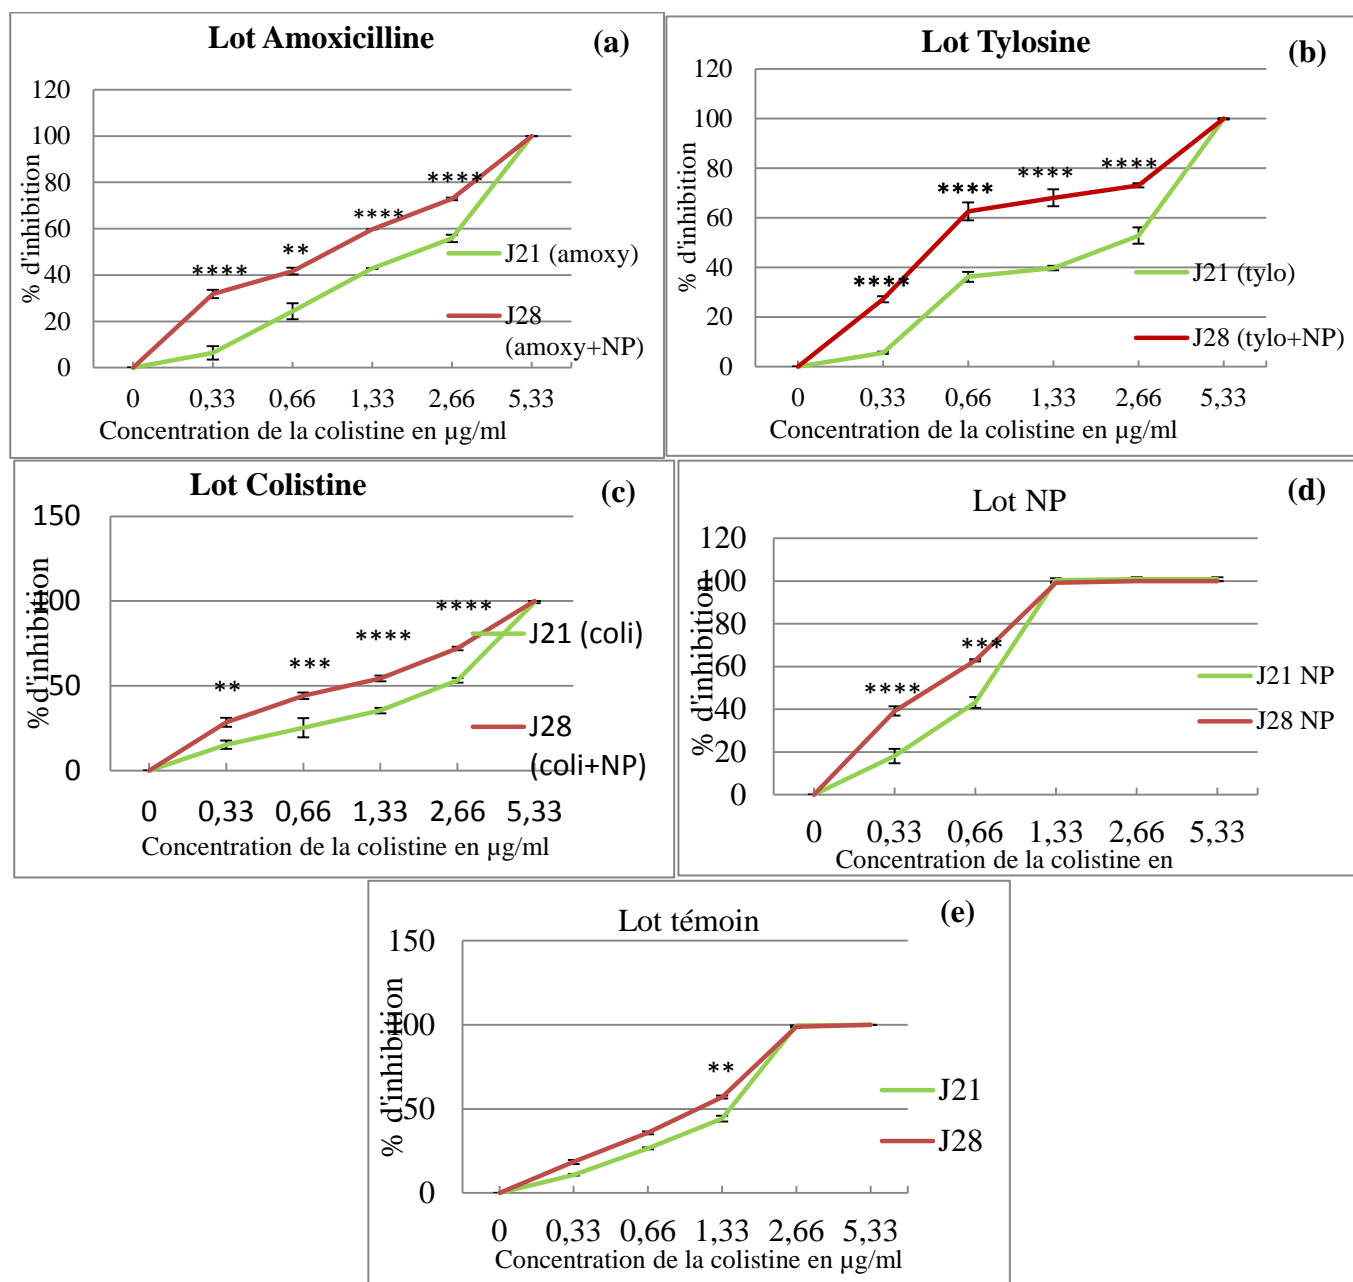 Lot Amoxicilline
(a)
120
100
80
60
40
20
0
% d'inhibition
****
**
****
****
J21 (amoxy)
J28
(amoxy+NP)
0 0,33 0,66 1,33 2,66 5,33
Concentration de la colistine en µg/ml
Lot Tylosine
(b)
120
100
80
60
40
20
0
% d'inhibition
****
****
****
****
J21 (tylo)
J28 (tylo+NP)
0 0,33 0,66 1,33 2,66 5,33
Concentration de la colistine en µg/ml
Lot Colistine
(c)
150
100
50
0
% d'inhibition
**
***
****
****
J21 (coli)
J28
(coli+NP)
0 0,33 0,66 1,33 2,66 5,33
Concentration de la colistine en µg/ml
Lot NP
(d)
120
100
80
60
40
20
0
% d'inhibition
****
***
J21 NP
J28 NP
0 0,33 0,66 1,33 2,66 5,33
Concentration de la colistine en
Lot témoin
(e)
150
100
50
0
% d'inhibition
**
J21
J28
0 0,33 0,66 1,33 2,66 5,33
Concentration de la colistine en µg/ml